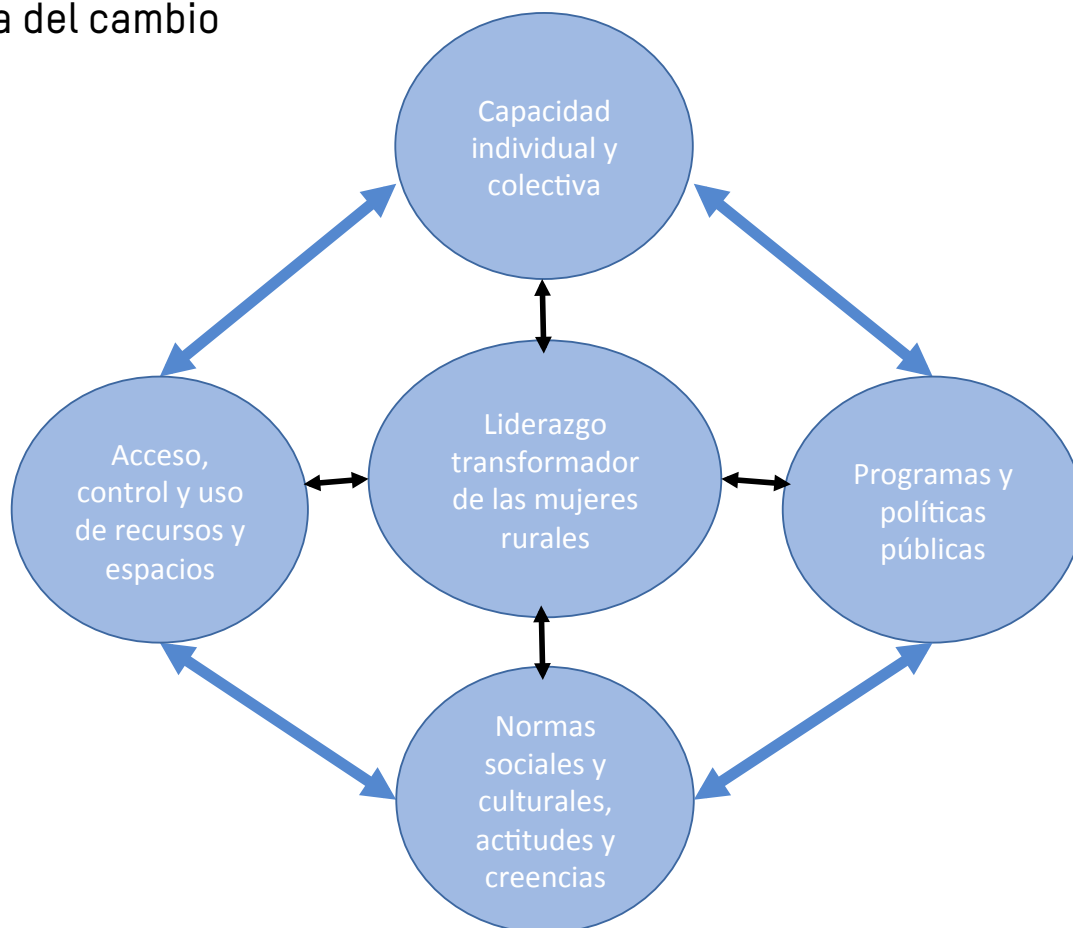 a del cambio
Capacidad
individual y
colectiva
Liderazgo
transformador
de las mujeres
rurales
Acceso,
control y uso
de recursos y
espacios
Programas y
políticas
públicas
Normas
sociales y
culturales,
actitudes y
creencias